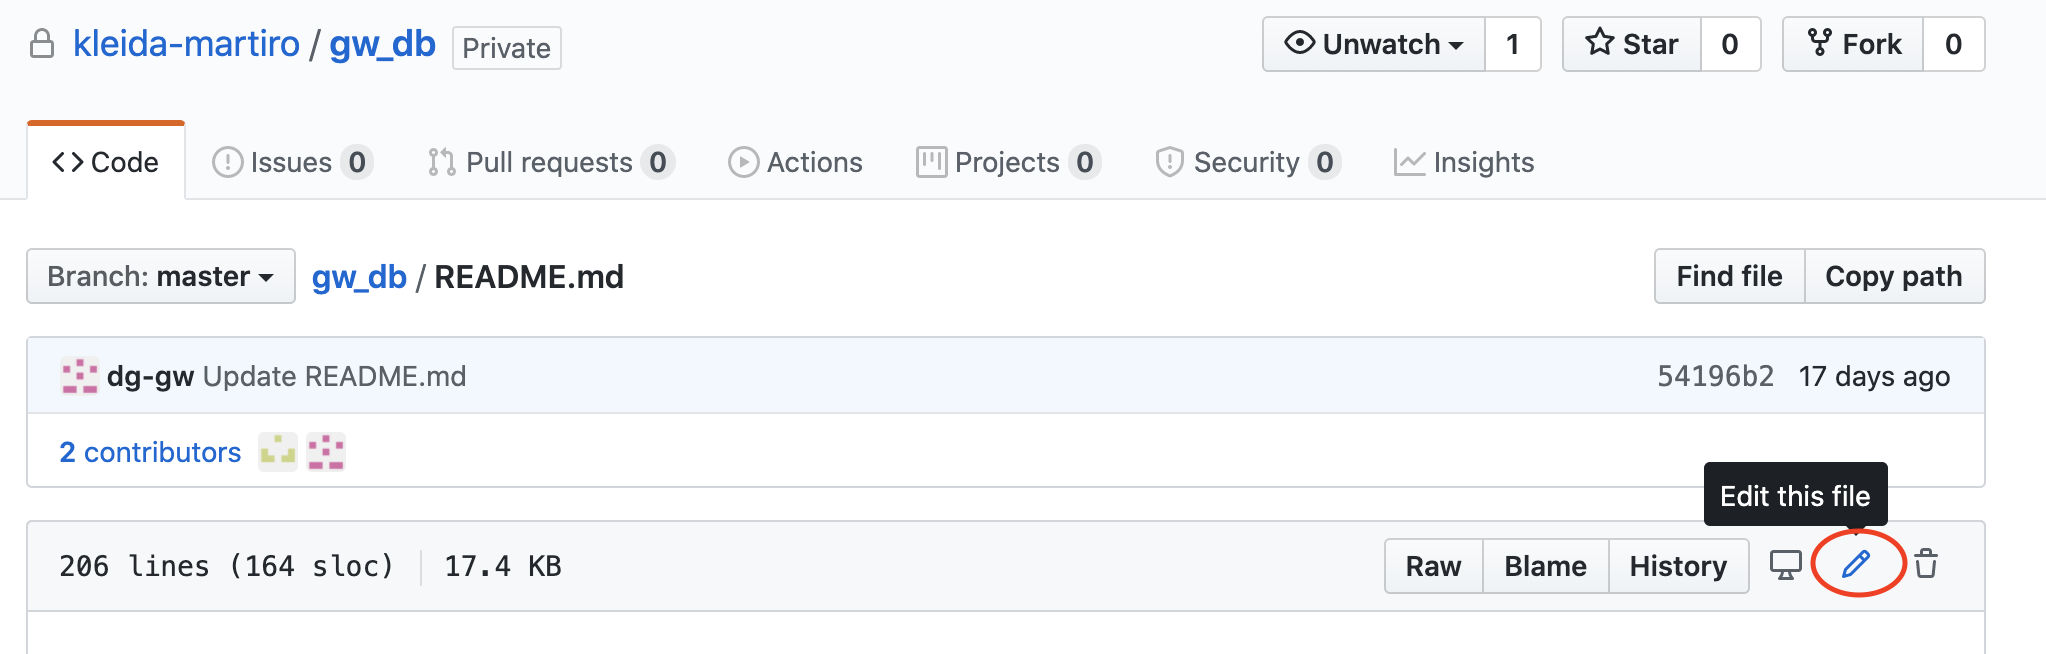 kleida-martiro / gw_db Private Unwatch 1 Star 0 Fork 0
Code Issues 0 Pull requests 0 Actions Projects 0 Security 0 Insights
Branch: master gw_db / README.md Find file Copy path
dg-gw Update README.md 54196b2 17 days ago
2 contributors
Edit this file
206 lines (164 sloc) 17.4 KB Raw Blame History